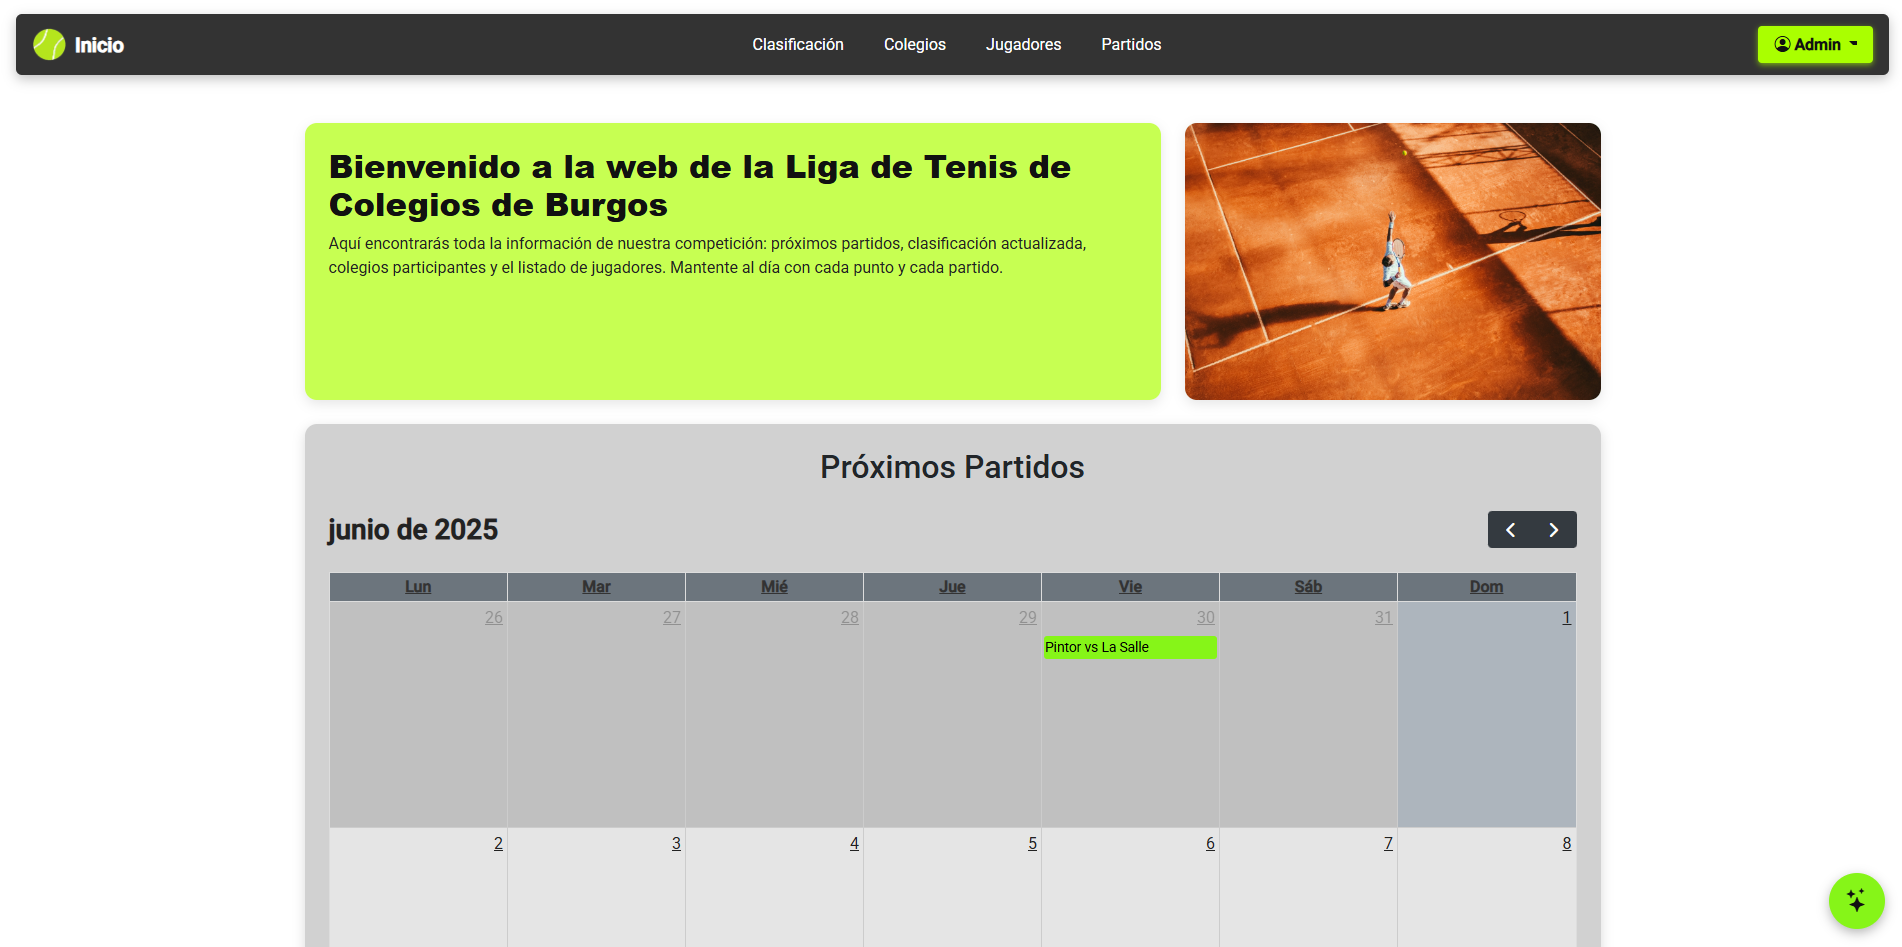 Inicio
Clasificación
Colegios
Jugadores
Partidos
Admin
Bienvenido a la web de la Liga de Tenis de
Colegios de Burgos
Aquí encontrarás toda la información de nuestra competición: próximos partidos, clasificación actualizada,
colegios participantes y el listado de jugadores. Mantente al día con cada punto y cada partido.
Próximos Partidos
junio de 2025
Lun Mar Mié Jue Vie Sáb Dom
26 27 28 29 30 31 1
Pintor vs La Salle
2 3 4 5 6 7 8